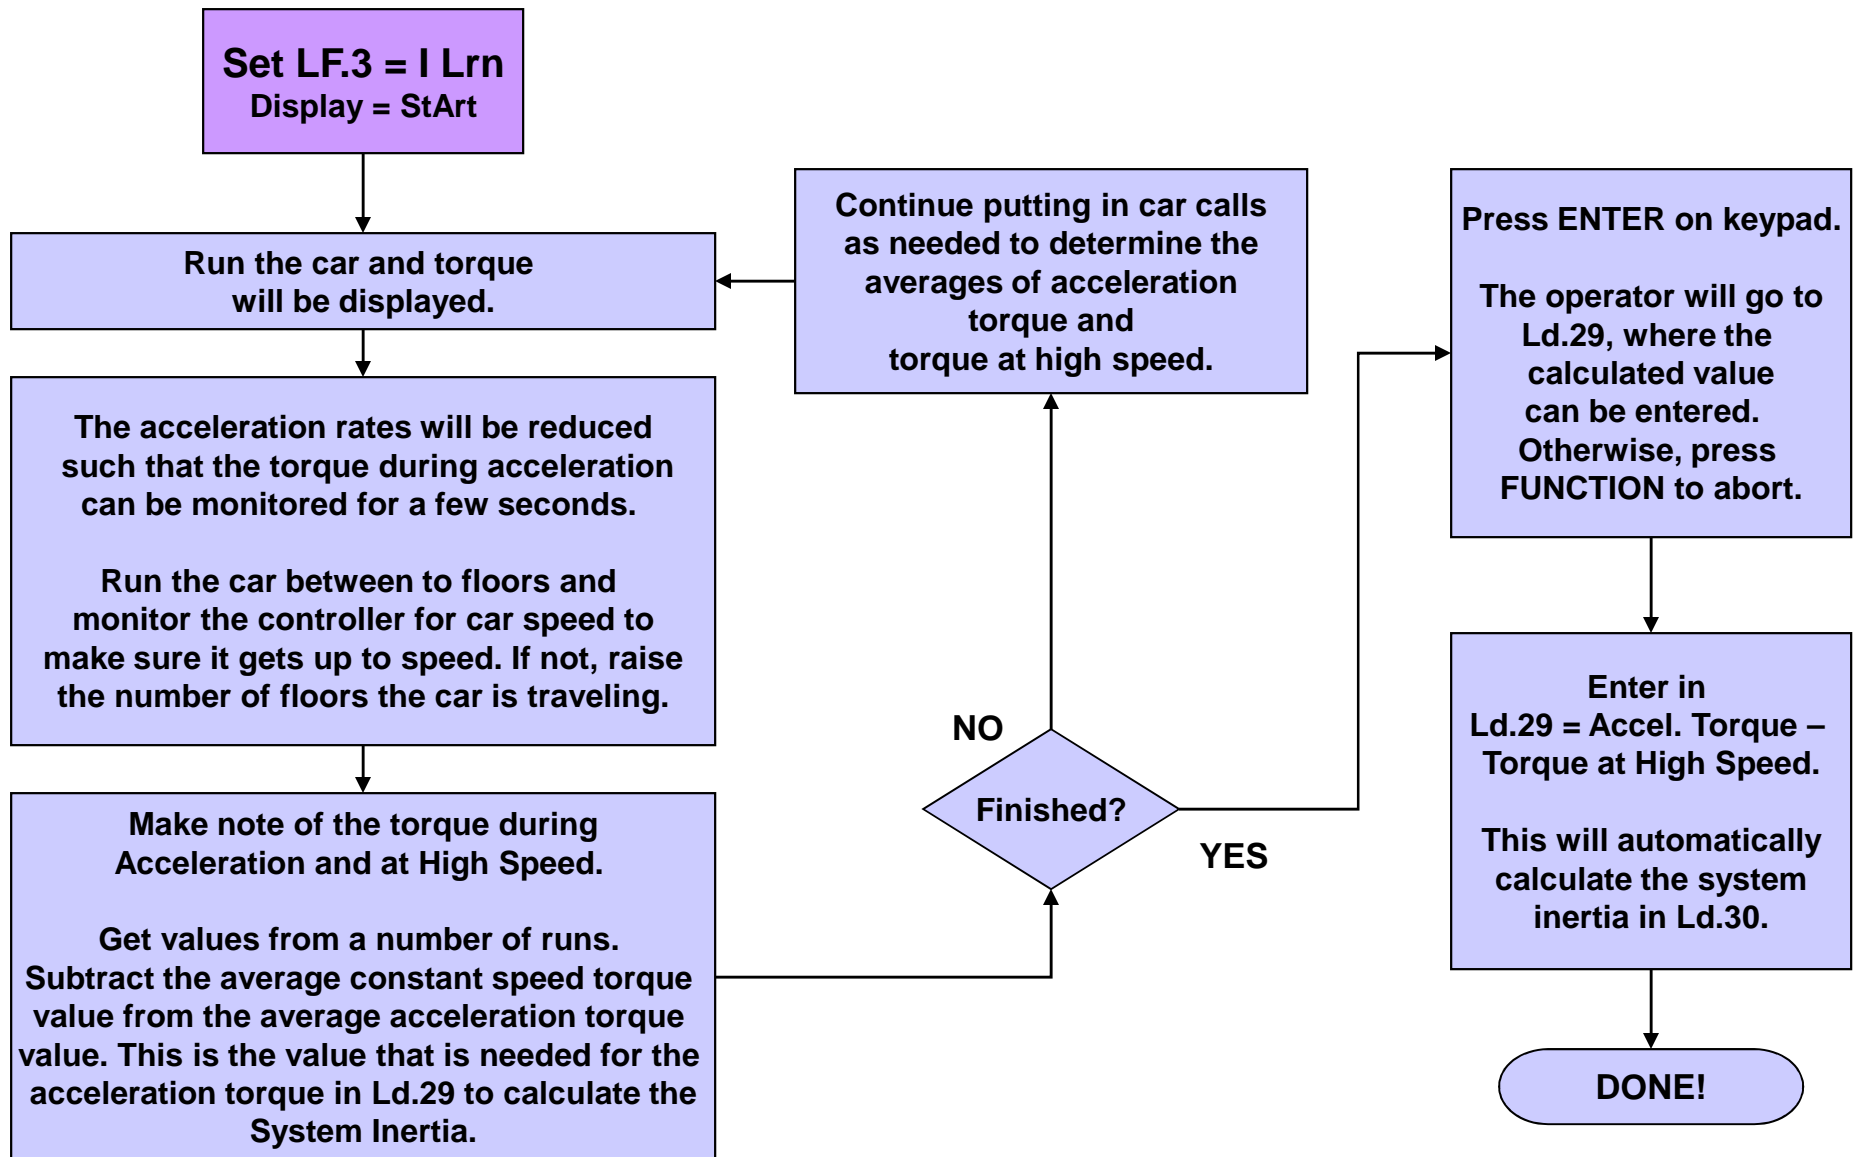 Set LF.3 = I Lrn
Display = StArt
Run the car and torque
will be displayed.
The acceleration rates will be reduced
such that the torque during acceleration
can be monitored for a few seconds.
Run the car between to floors and
monitor the controller for car speed to
make sure it gets up to speed. If not, raise
the number of floors the car is traveling.
Make note of the torque during
Acceleration and at High Speed.
Get values from a number of runs.
Subtract the average constant speed torque
value from the average acceleration torque
value. This is the value that is needed for the
acceleration torque in Ld.29 to calculate the
System Inertia.
Finished?
NO
YES
Continue putting in car calls
as needed to determine the
averages of acceleration
torque and
torque at high speed.
Press ENTER on keypad.
The operator will go to
Ld.29, where the
calculated value
can be entered.
Otherwise, press
FUNCTION to abort.
Enter in
Ld.29 = Accel. Torque –
Torque at High Speed.
This will automatically
calculate the system
inertia in Ld.30.
DONE!